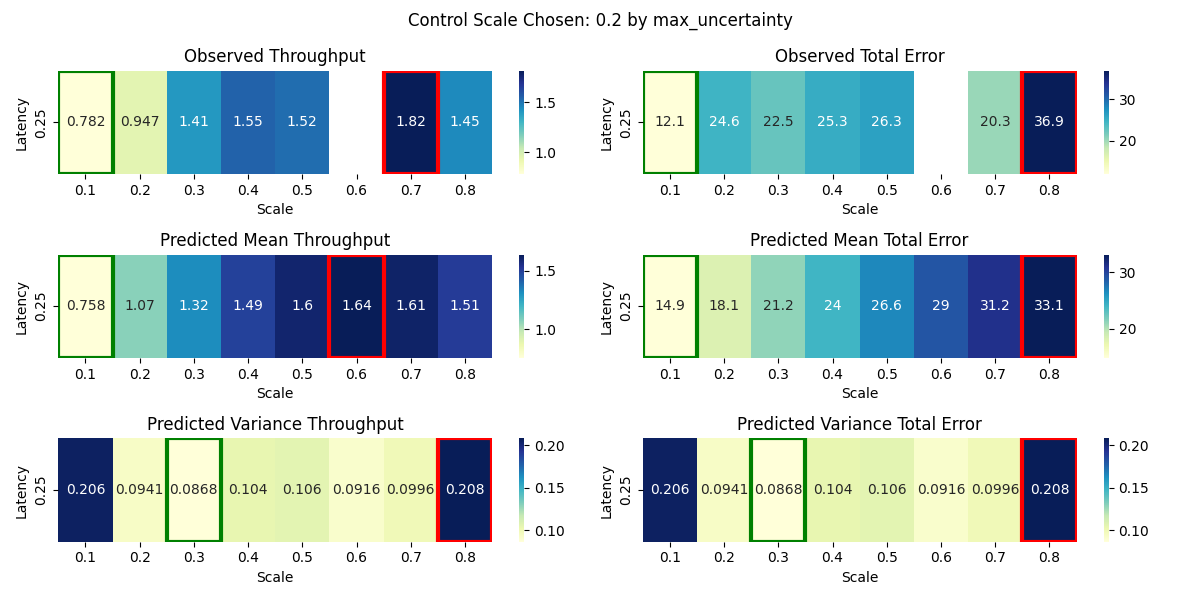 Control Scale Chosen: 0.2 by max_uncertainty
Observed Throughput
Latency
0.25
0.782 0.947 1.41 1.55 1.52 1.82 1.45
0.1 0.2 0.3 0.4 0.5 0.6 0.7 0.8
Scale
1.5
1.0
Observed Total Error
Latency
0.25
12.1 24.6 22.5 25.3 26.3 20.3 36.9
0.1 0.2 0.3 0.4 0.5 0.6 0.7 0.8
Scale
30
20
Predicted Mean Throughput
Latency
0.25
0.758 1.07 1.32 1.49 1.6 1.64 1.61 1.51
0.1 0.2 0.3 0.4 0.5 0.6 0.7 0.8
Scale
1.5
1.0
Predicted Mean Total Error
Latency
0.25
14.9 18.1 21.2 24 26.6 29 31.2 33.1
0.1 0.2 0.3 0.4 0.5 0.6 0.7 0.8
Scale
30
20
Predicted Variance Throughput
Latency
0.25
0.206 0.0941 0.0868 0.104 0.106 0.0916 0.0996 0.208
0.1 0.2 0.3 0.4 0.5 0.6 0.7 0.8
Scale
0.20
0.15
0.10
Predicted Variance Total Error
Latency
0.25
0.206 0.0941 0.0868 0.104 0.106 0.0916 0.0996 0.208
0.1 0.2 0.3 0.4 0.5 0.6 0.7 0.8
Scale
0.20
0.15
0.10